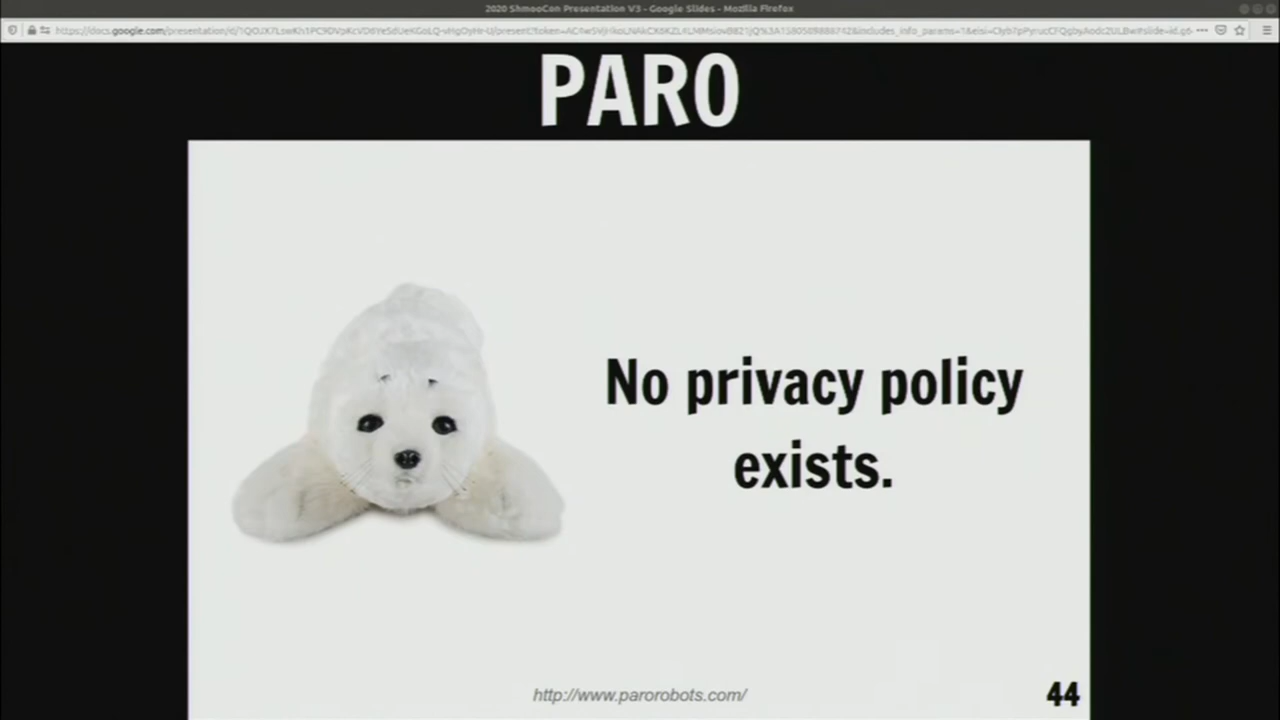 2020 ShmooCon Presentation V3 - Google Slides - Mozilla Firefox
PARO
No privacy policy
exists.
http://www.parorobots.com/
44